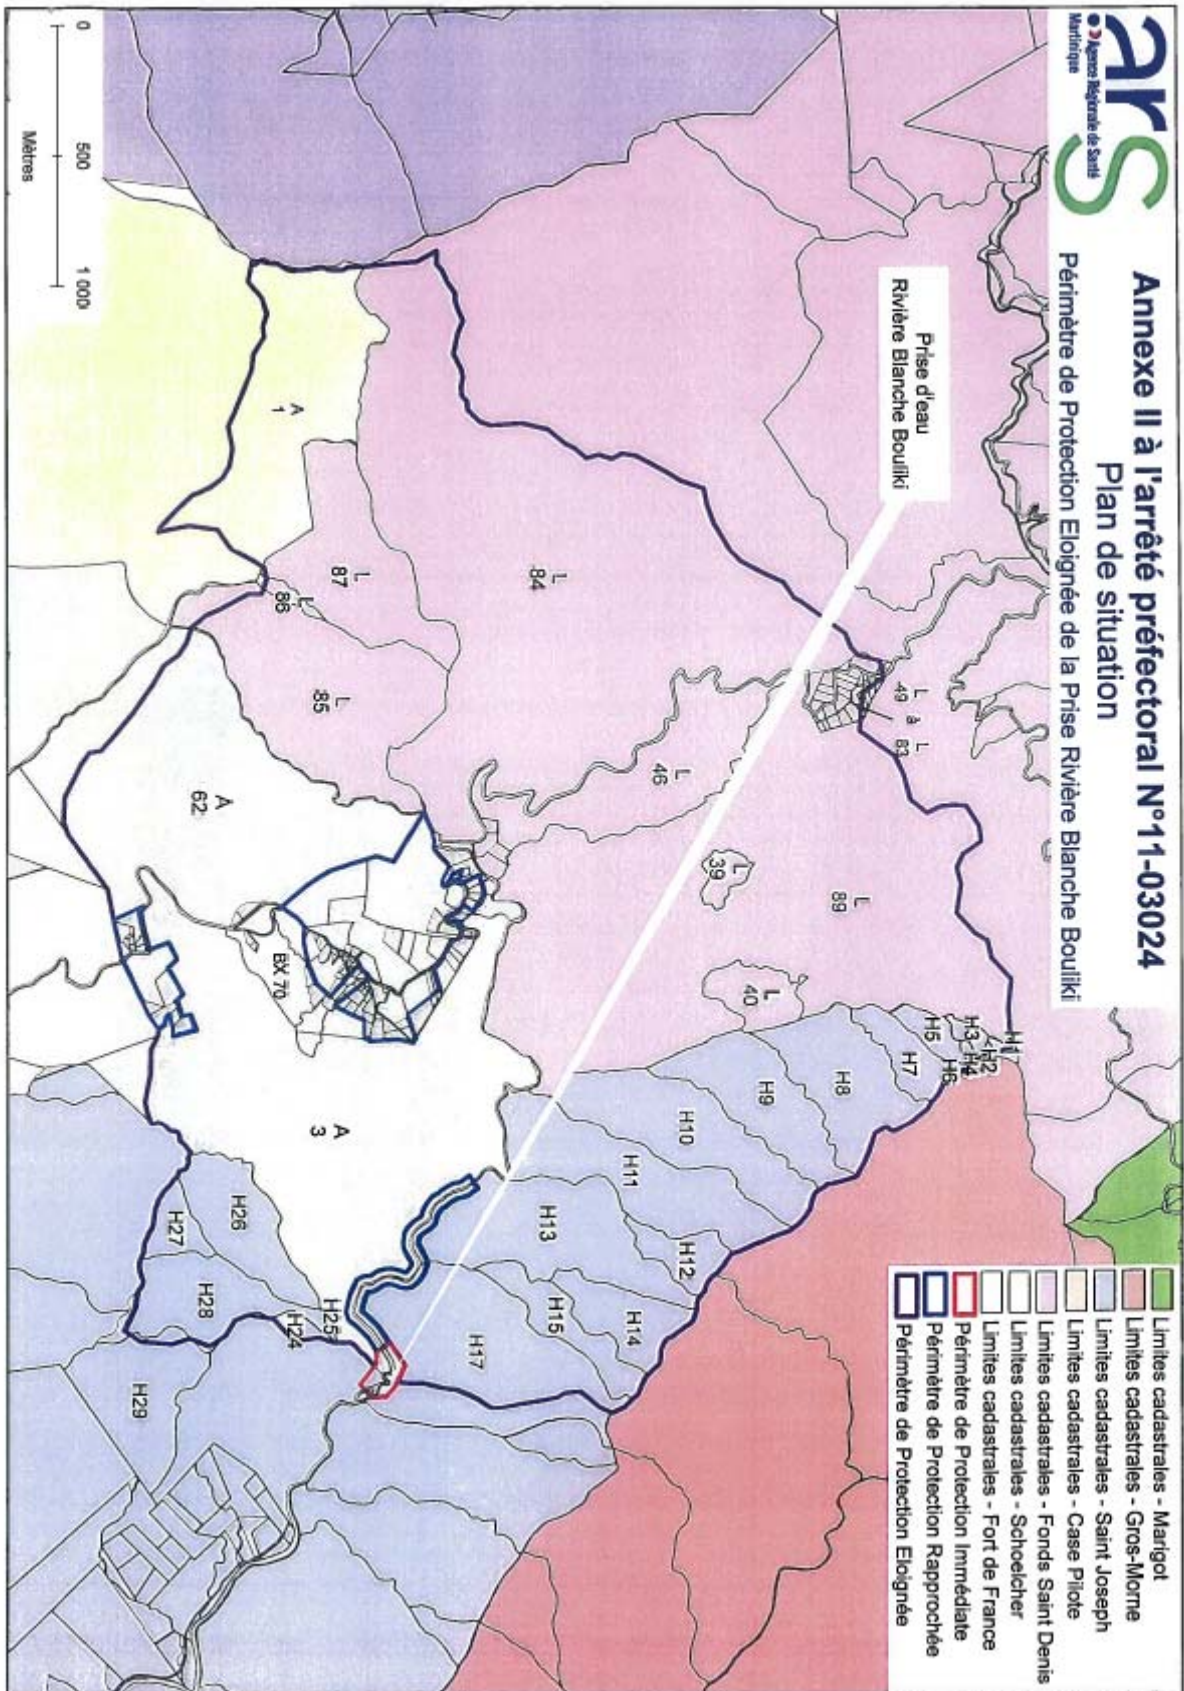 ars
Agence Régionale de Santé
Martinique
Annexe II à l'arrêté préfectoral N°11-03024
Plan de situation
Périmètre de Protection Eloignée de la Prise Rivière Blanche Bouliki
Prise d'eau
Rivière Blanche Bouliki
Limites cadastrales - Marigot
Limites cadastrales - Gros-Morne
Limites cadastrales - Saint Joseph
Limites cadastrales - Case Pilote
Limites cadastrales - Fonds Saint Denis
Limites cadastrales - Schoelcher
Limites cadastrales - Fort de France
Périmètre de Protection Immédiate
Périmètre de Protection Rapprochée
Périmètre de Protection Eloignée
H1
H2
H3
H4
H5
H6
H7
H8
H9
H10
H11
H12
H13
H14
H15
H17
L
49
à
L
83
L
89
L
39
L
40
L
46
L
84
L
87
L
86
L
85
A
1
A
62
BX 70
A
3
H25
H24
H26
H27
H28
H29
0
500
1 000
Mètres